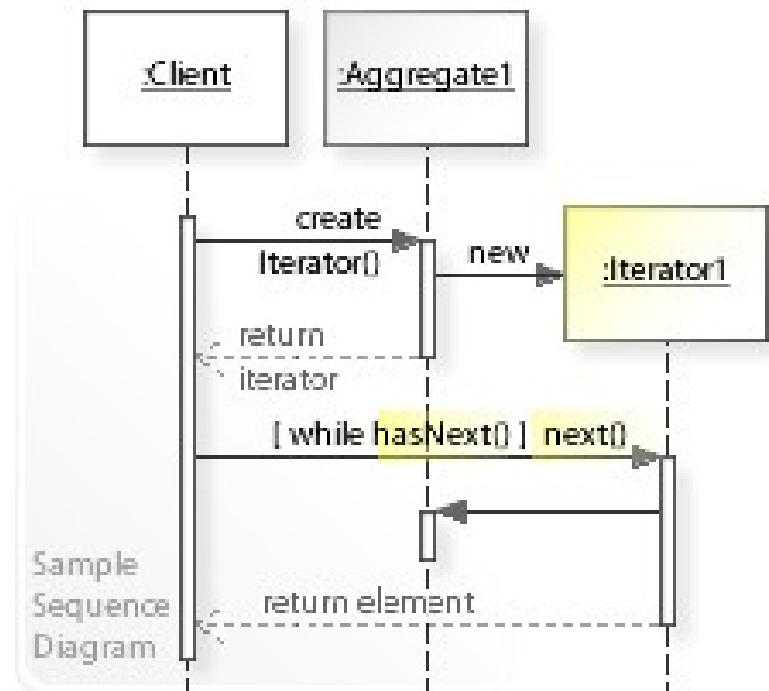 :Client
:Aggregate1
create
Iterator()
new
:Iterator1
return
iterator
[ while hasNext() ] next()
return element
Sample
Sequence
Diagram